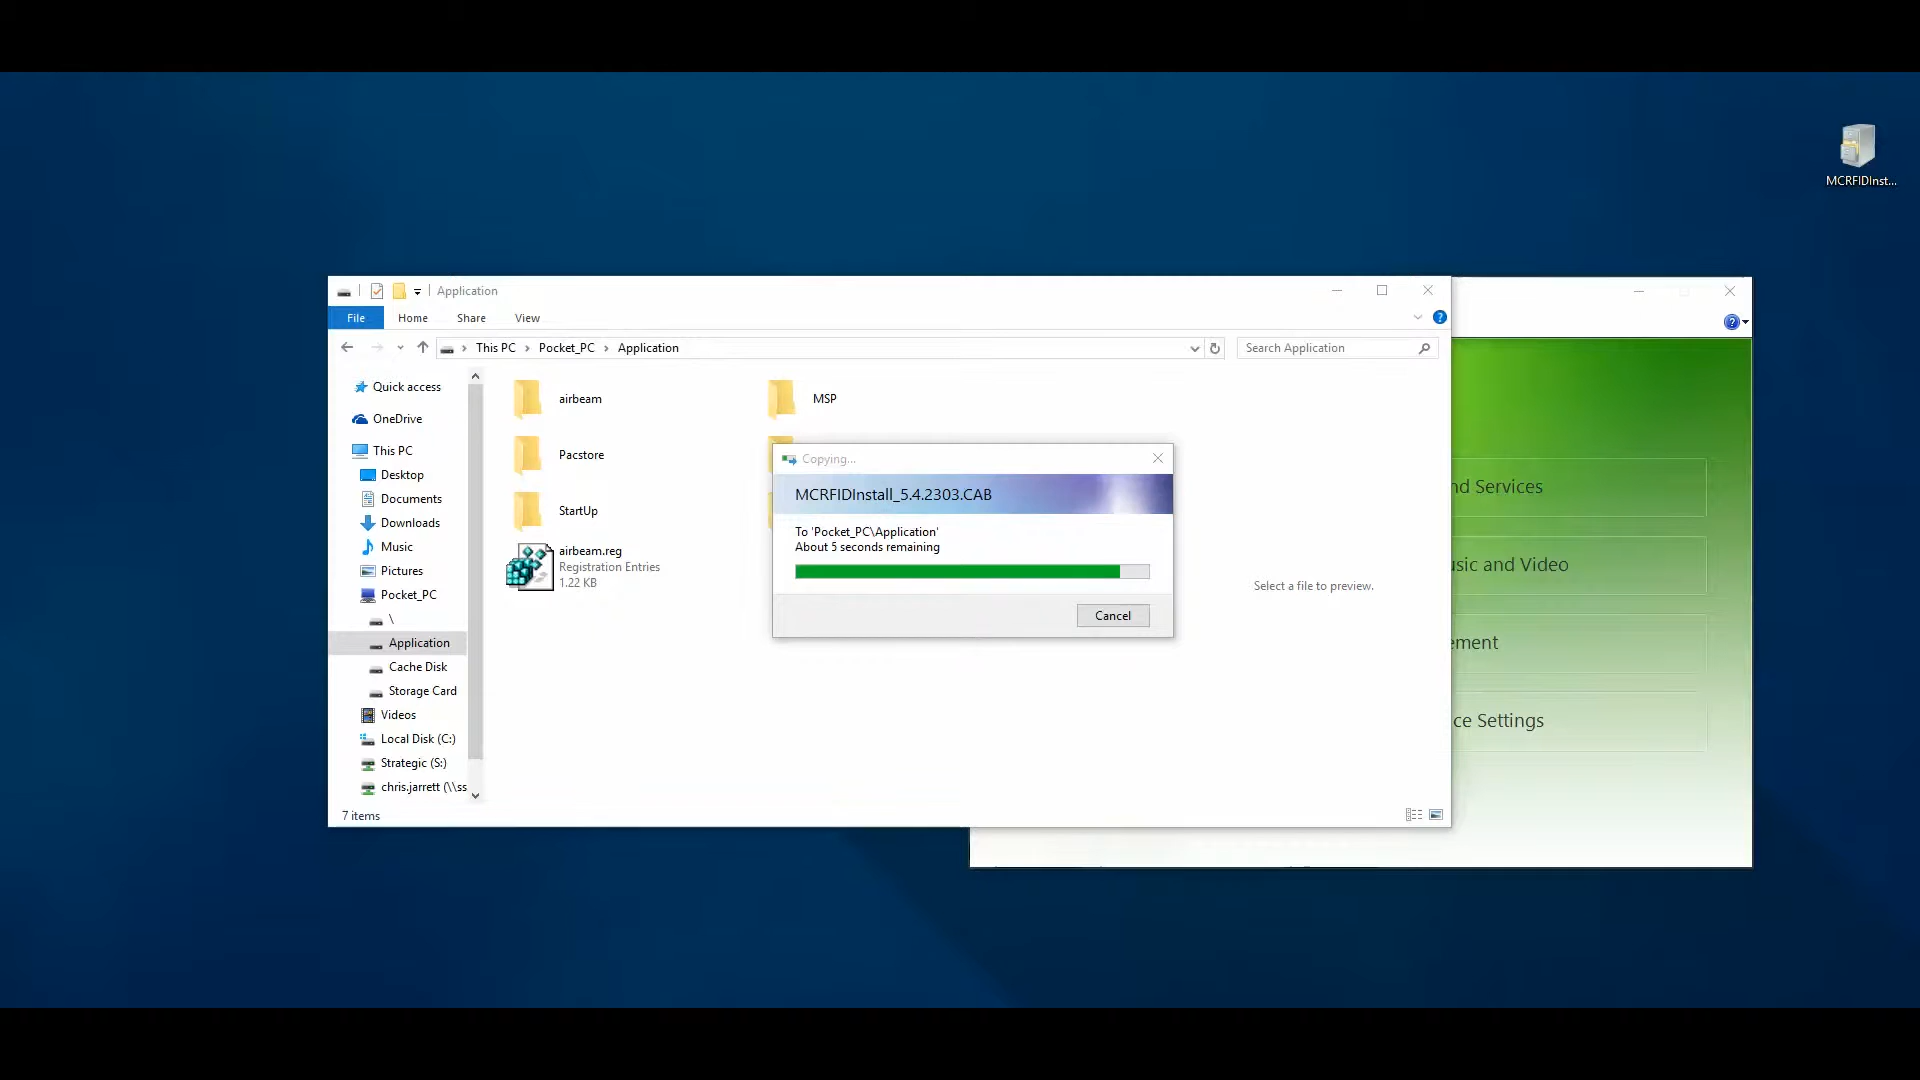 MCRFIDInst...
Application
File
Home
Share
View
This PC
Pocket_PC
Application
Search Application
Quick access
OneDrive
This PC
Desktop
Documents
Downloads
Music
Pictures
Pocket_PC
\
Application
Cache Disk
Storage Card
Videos
Local Disk (C:)
Strategic (S:)
chris.jarrett (\\ss
airbeam
MSP
Pacstore
StartUp
airbeam.reg
Registration Entries
1.22 KB
Copying...
MCRFIDInstall_5.4.2303.CAB
To 'Pocket_PC\Application'
About 5 seconds remaining
Cancel
Select a file to preview.
nd Services
usic and Video
ement
ce Settings
7 items